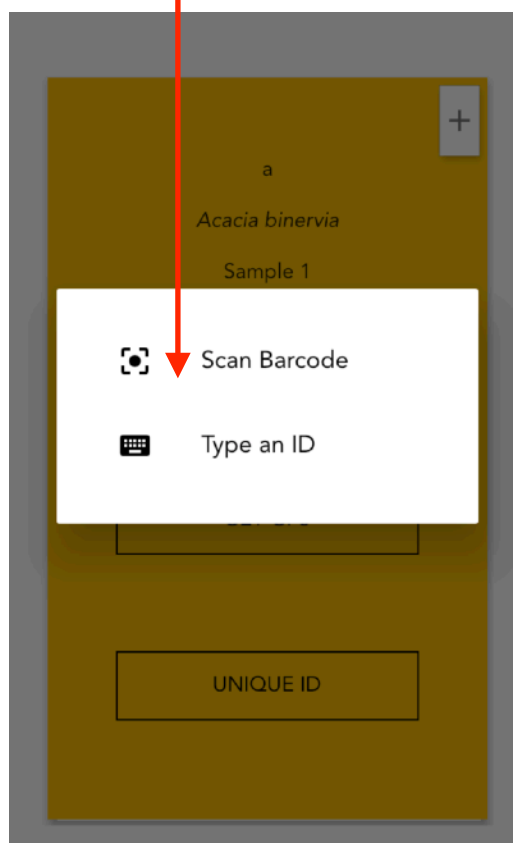 a
Acacia binervia
Sample 1
Scan Barcode
Type an ID
UNIQUE ID